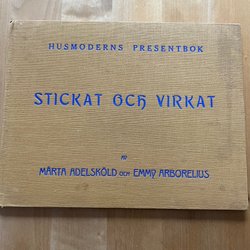 HUSMODERNS PRESENTBOK
STICKAT OCH VIRKAT
AV
MÄRTA ADELSKÖLD OCH EMMY ARBORELIUS